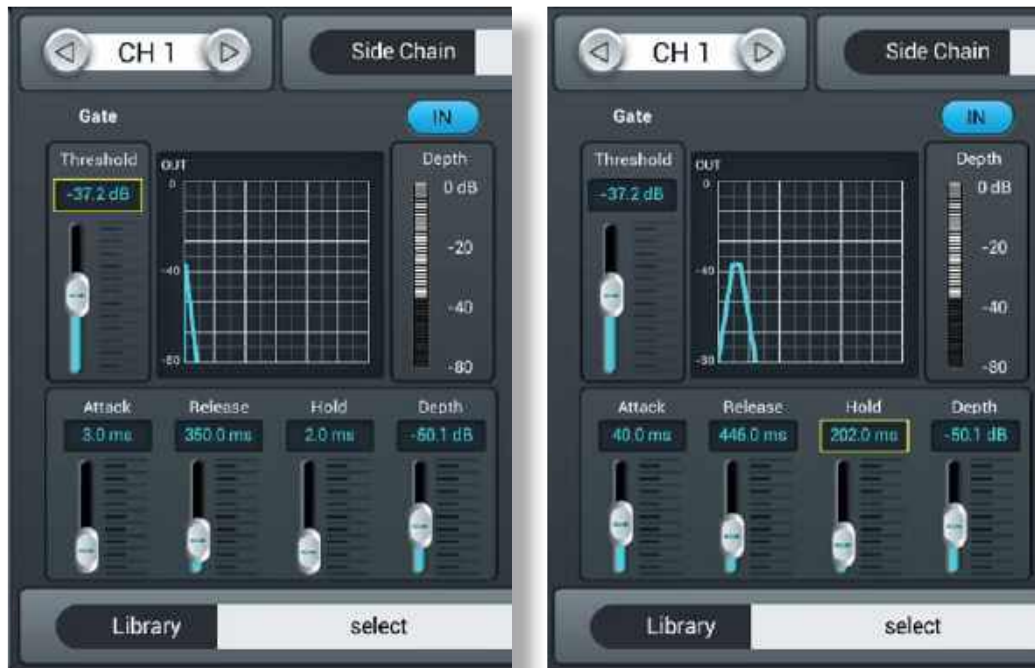 CH 1
Side Chain
Gate
IN
Threshold
-37.2 dB
OUT
0
-40
-80
Depth
0 dB
-20
-40
-80
Attack
Release
Hold
Depth
3.0 ms
350.0 ms
2.0 ms
-50.1 dB
Library
select
CH 1
Side Chain
Gate
IN
Threshold
-37.2 dB
OUT
0
-40
Depth
0 dB
-20
-40
-80
Attack
Release
Hold
Depth
40.0 ms
446.0 ms
202.0 ms
-50.1 dB
Library
select